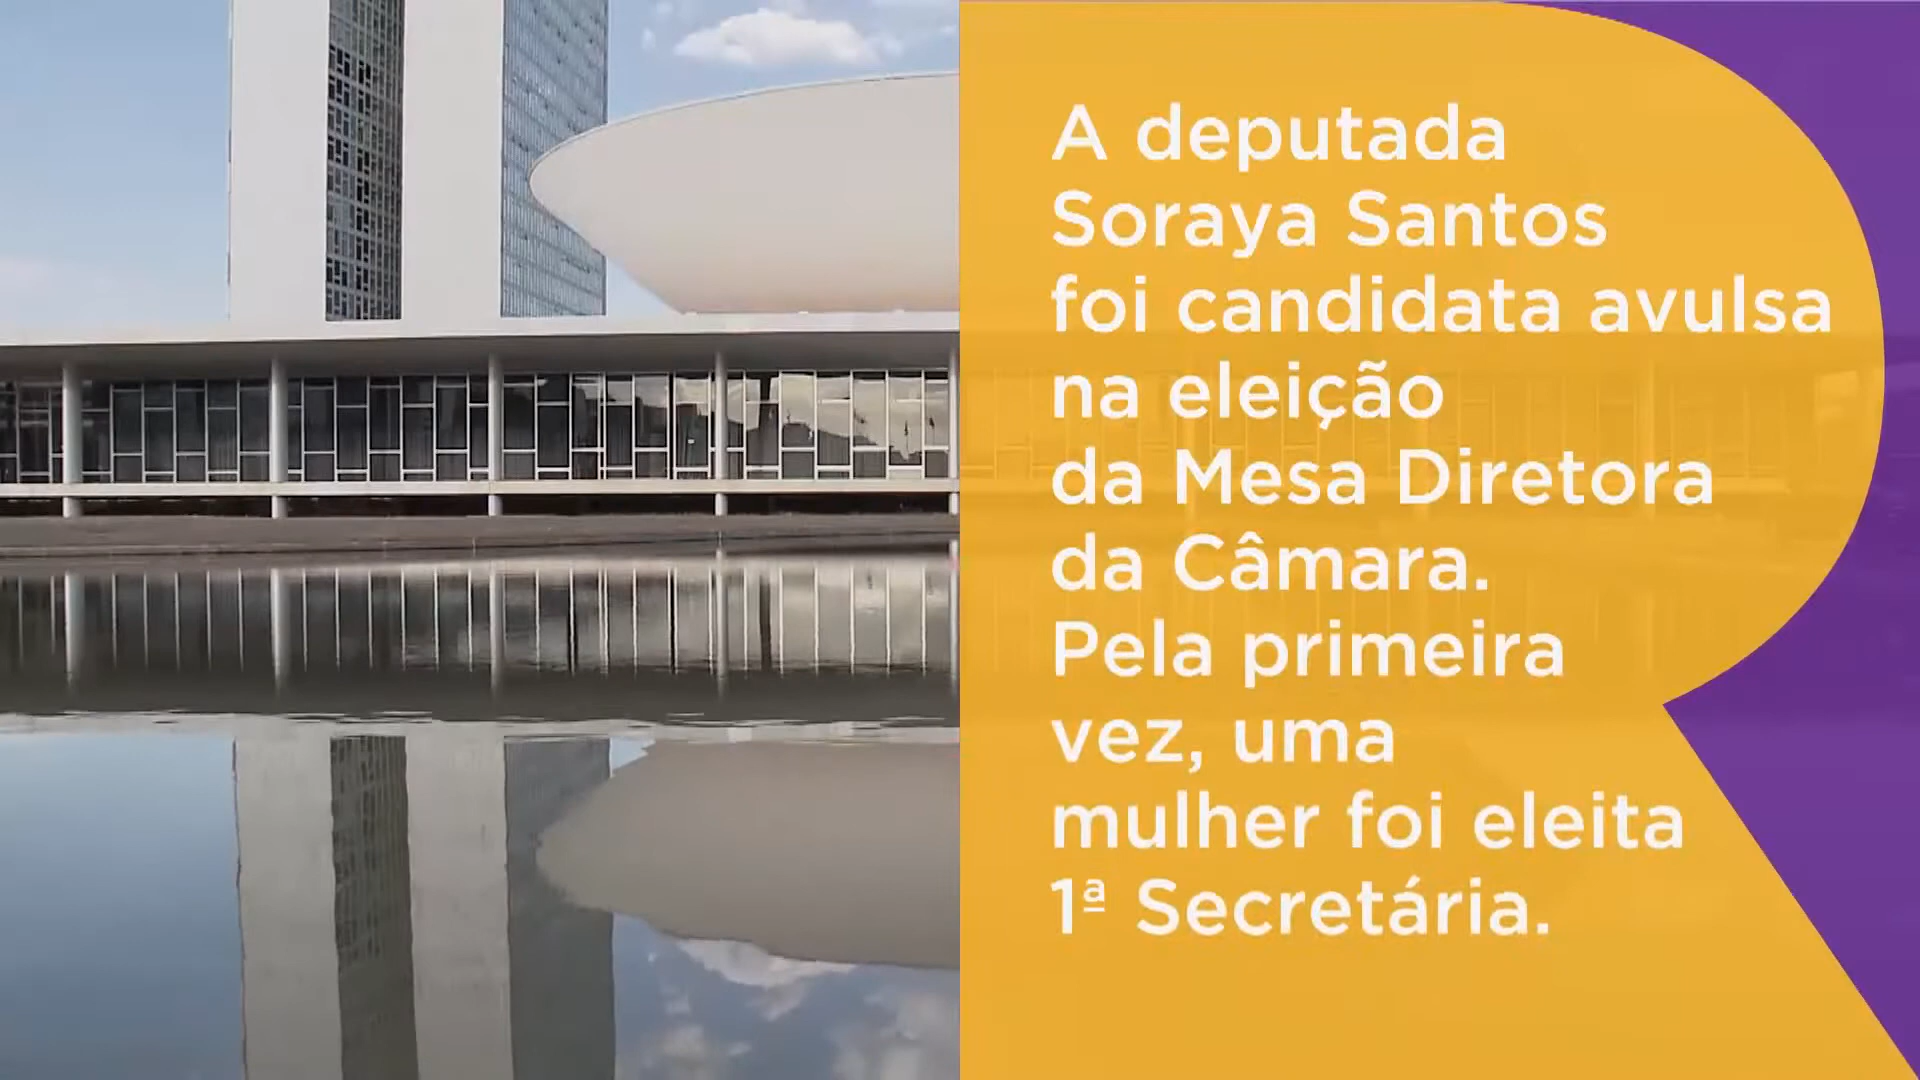 A deputada
Soraya Santos
foi candidata avulsa
na eleição
da Mesa Diretora
da Câmara.
Pela primeira
vez, uma
mulher foi eleita
1ª Secretária.